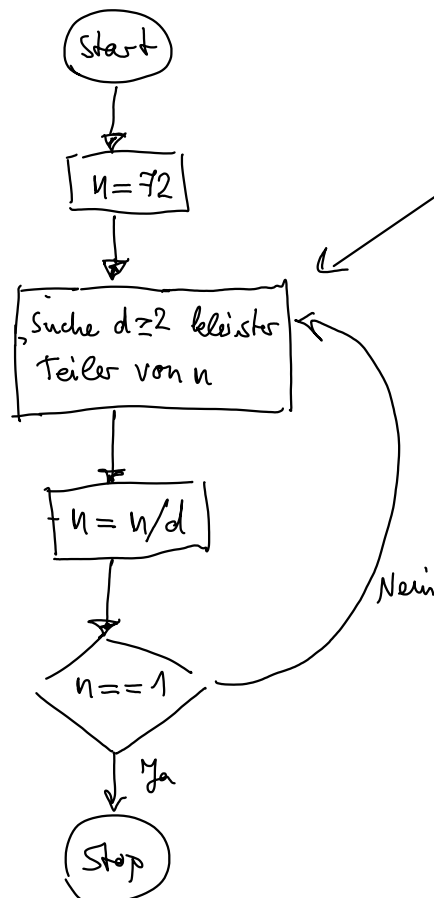 Start
n = 72
Suche d ≥ 2 kleinster
Teiler von n
n = n/d
n == 1
Nein
Ja
Stop